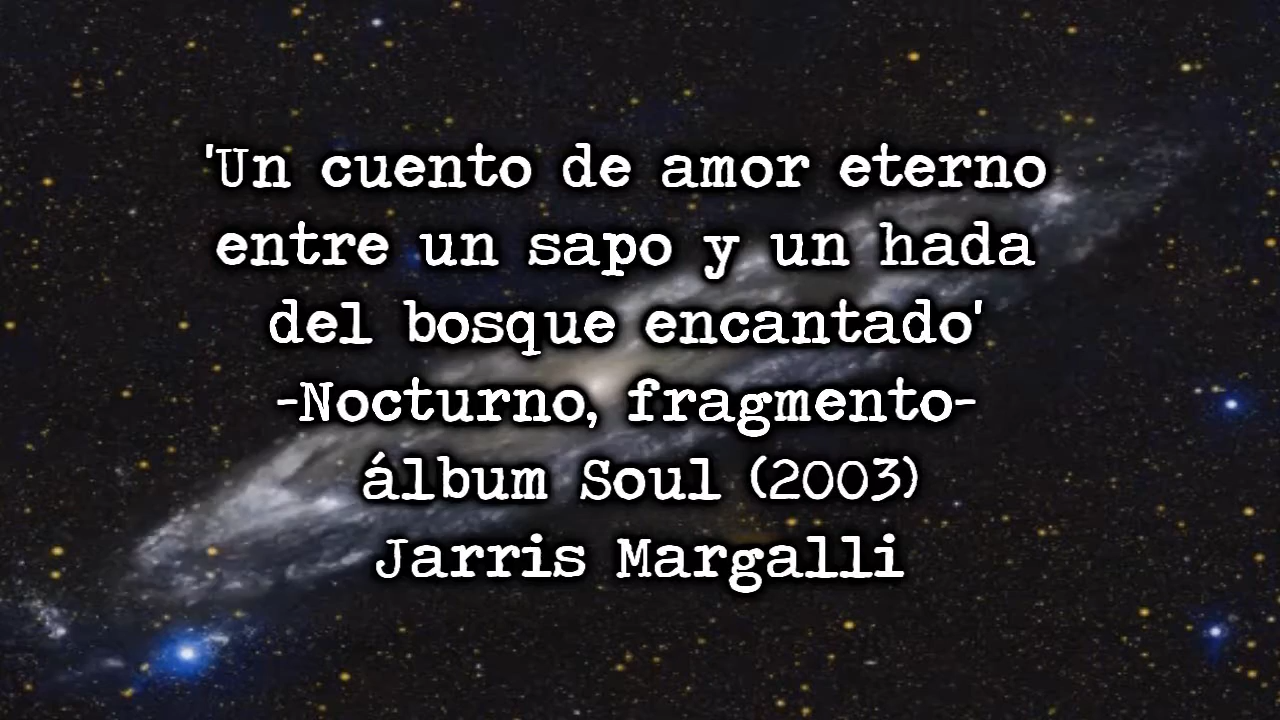 'Un cuento de amor eterno
entre un sapo y un hada
del bosque encantado'
-Nocturno, fragmento-
álbum Soul (2003)
Jarris Margalli